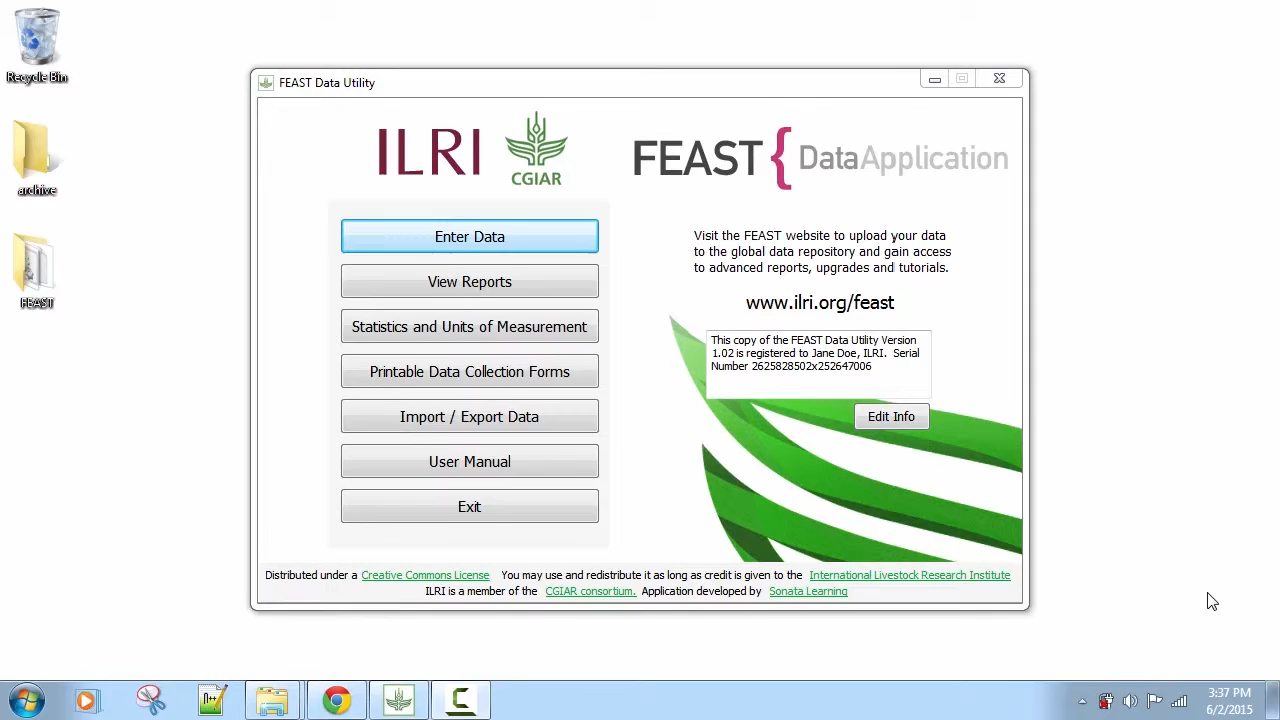 Recycle Bin
archive
FEAST
FEAST Data Utility
ILRI
CGIAR
FEAST { DataApplication
Enter Data
View Reports
Statistics and Units of Measurement
Printable Data Collection Forms
Import / Export Data
User Manual
Exit
Visit the FEAST website to upload your data
to the global data repository and gain access
to advanced reports, upgrades and tutorials.
www.ilri.org/feast
This copy of the FEAST Data Utility Version
1.02 is registered to Jane Doe, ILRI. Serial
Number 2625828502x252647006
Edit Info
Distributed under a Creative Commons License You may use and redistribute it as long as credit is given to the International Livestock Research Institute
ILRI is a member of the CGIAR consortium. Application developed by Sonata Learning
3:37 PM
6/2/2015